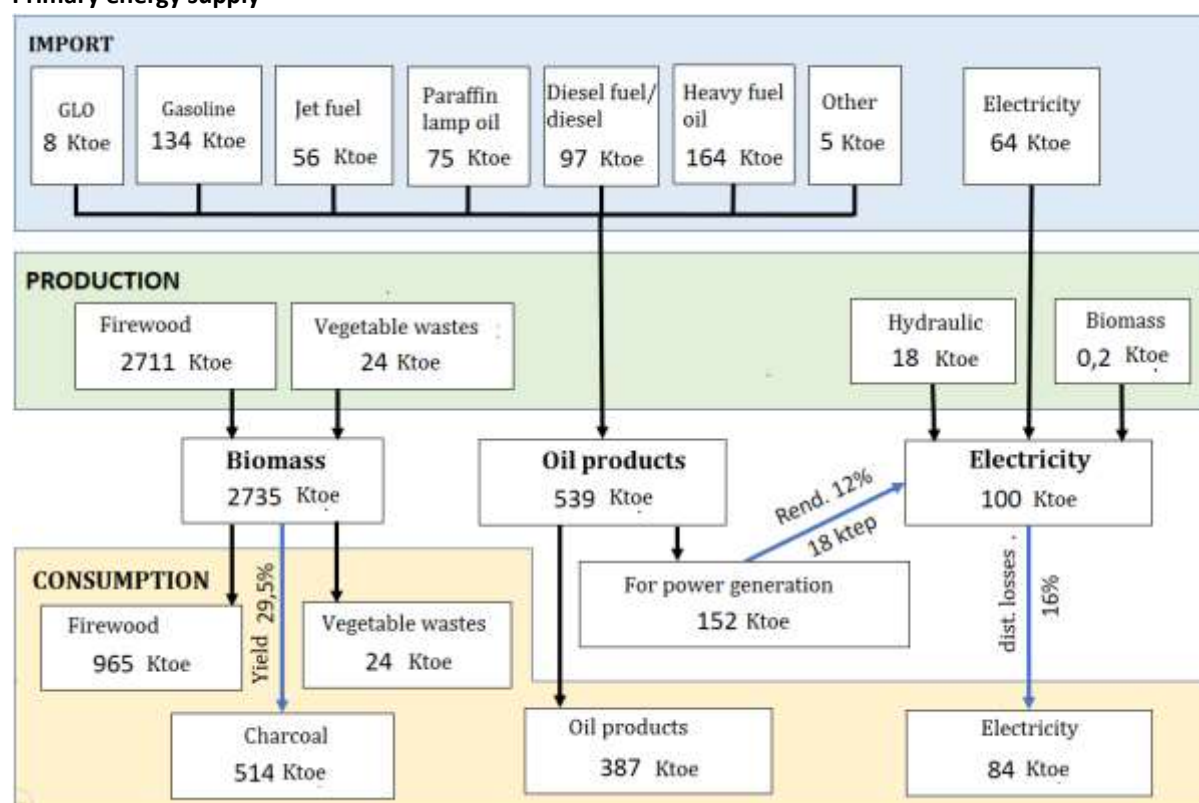 Primary energy supply
IMPORT
GLO
8 Ktoe
Gasoline
134 Ktoe
Jet fuel
56 Ktoe
Paraffin
lamp oil
75 Ktoe
Diesel fuel/
diesel
97 Ktoe
Heavy fuel
oil
164 Ktoe
Other
5 Ktoe
Electricity
64 Ktoe
PRODUCTION
Firewood
2711 Ktoe
Vegetable wastes
24 Ktoe
Hydraulic
18 Ktoe
Biomass
0,2 Ktoe
Biomass
2735 Ktoe
Oil products
539 Ktoe
Rend. 12%
18 ktep
Electricity
100 Ktoe
CONSUMPTION
Firewood
965 Ktoe
Yield 29,5%
Vegetable wastes
24 Ktoe
For power generation
152 Ktoe
dist. losses .
16%
Charcoal
514 Ktoe
Oil products
387 Ktoe
Electricity
84 Ktoe